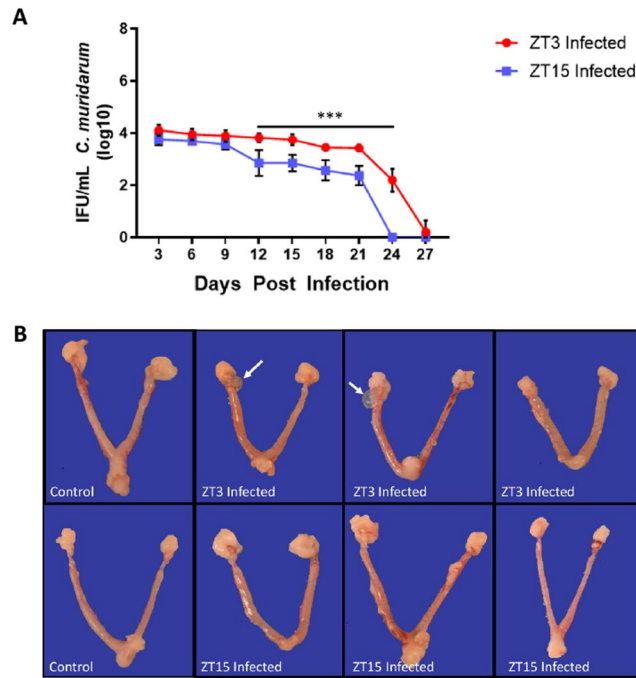 A
ZT3 Infected
ZT15 Infected
***
IFU/mL C. muridarum
(log10)
8
6
4
2
0
3 6 9 12 15 18 21 24 27
Days Post Infection
B
Control
ZT3 Infected
ZT3 Infected
ZT3 Infected
Control
ZT15 Infected
ZT15 Infected
ZT15 Infected